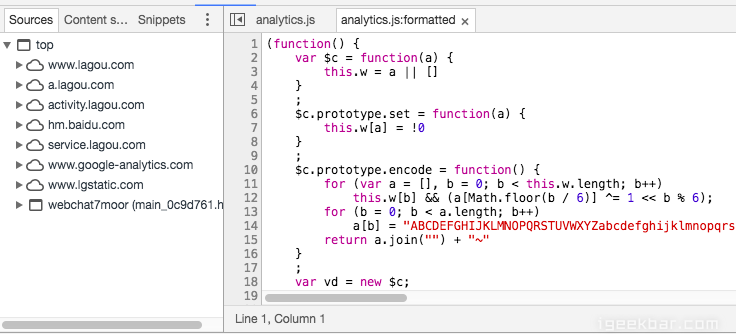 Sources Content s... Snippets
analytics.js analytics.js:formatted ×
top
www.lagou.com
a.lagou.com
activity.lagou.com
hm.baidu.com
service.lagou.com
www.google-analytics.com
www.lgstatic.com
webchat7moor (main_0c9d761.h
1 (function() {
2 var $c = function(a) {
3 this.w = a || []
4 }
5 ;
6 $c.prototype.set = function(a) {
7 this.w[a] = !0
8 }
9 ;
10 $c.prototype.encode = function() {
11 for (var a = [], b = 0; b < this.w.length; b++)
12 this.w[b] && (a[Math.floor(b / 6)] ^= 1 << b % 6);
13 for (b = 0; b < a.length; b++)
14 a[b] = "ABCDEFGHIJKLMNOPQRSTUVWXYZabcdefghijklmnopqrs
15 return a.join("") + "~"
16 }
17 ;
18 var vd = new $c;
19
Line 1, Column 1
igeekbar.com